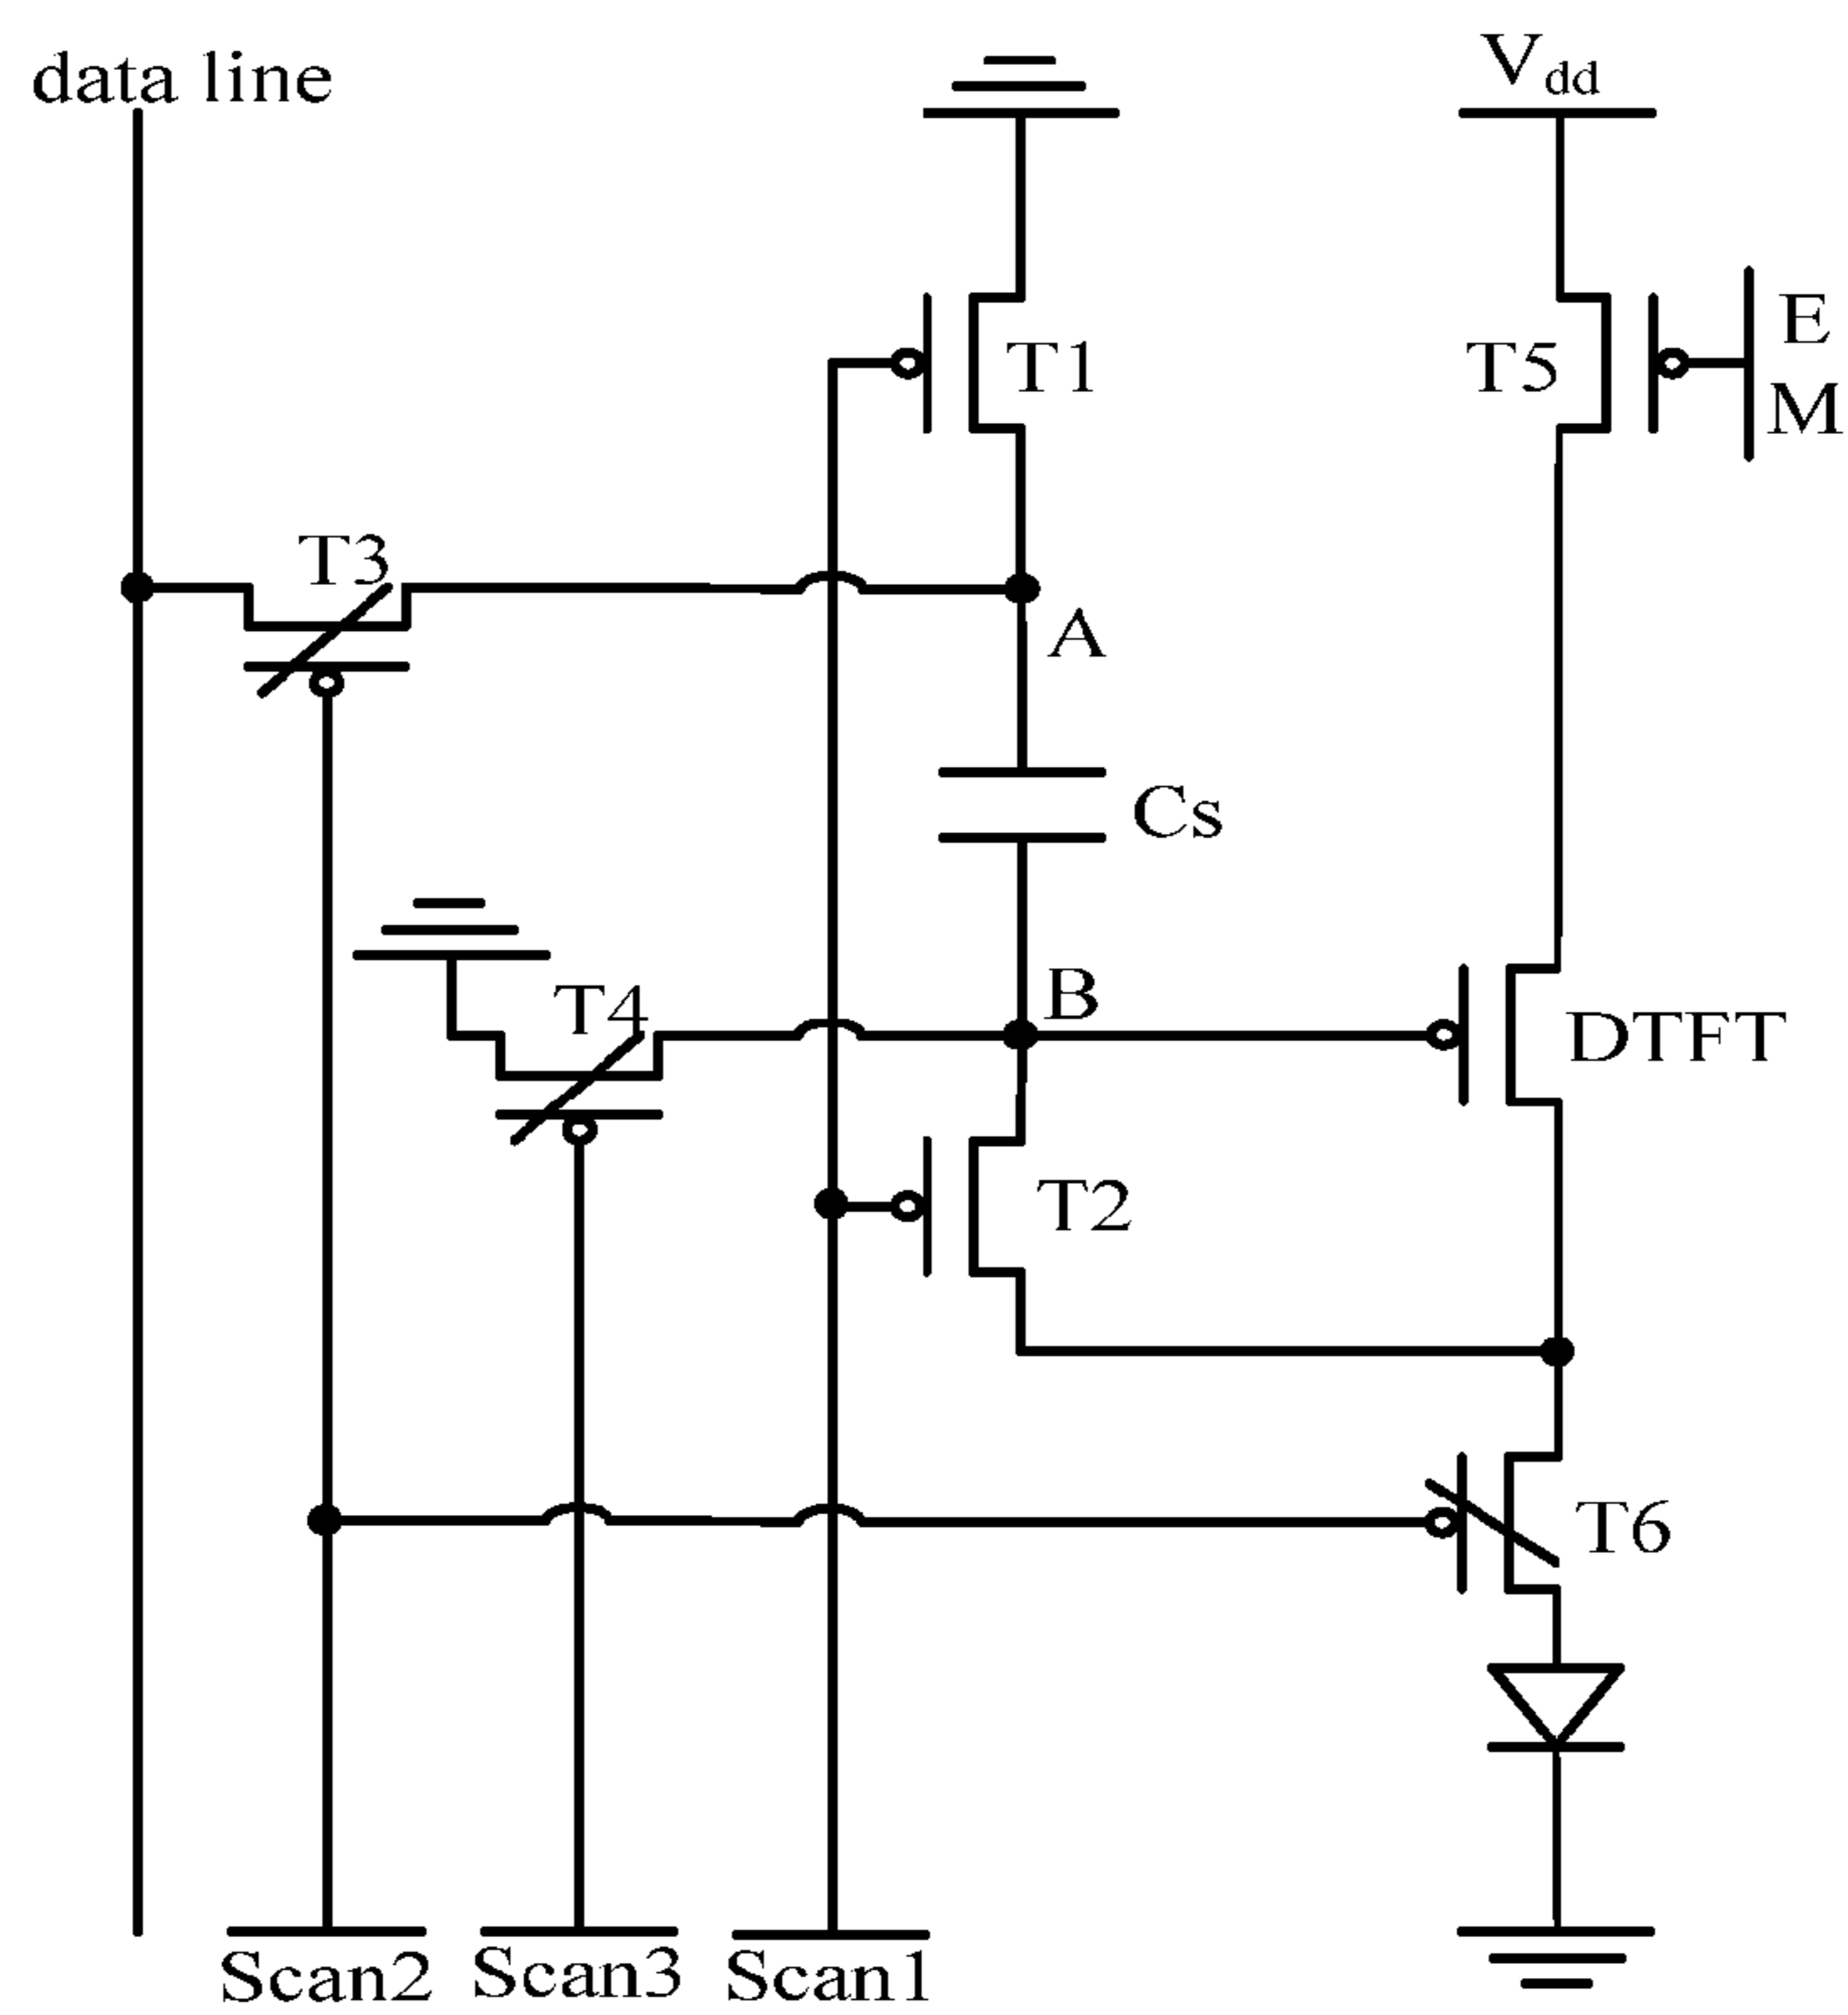 data line
Vdd
T1
T5
E
M
T3
A
Cs
T4
B
DTFT
T2
T6
Scan2
Scan3
Scan1